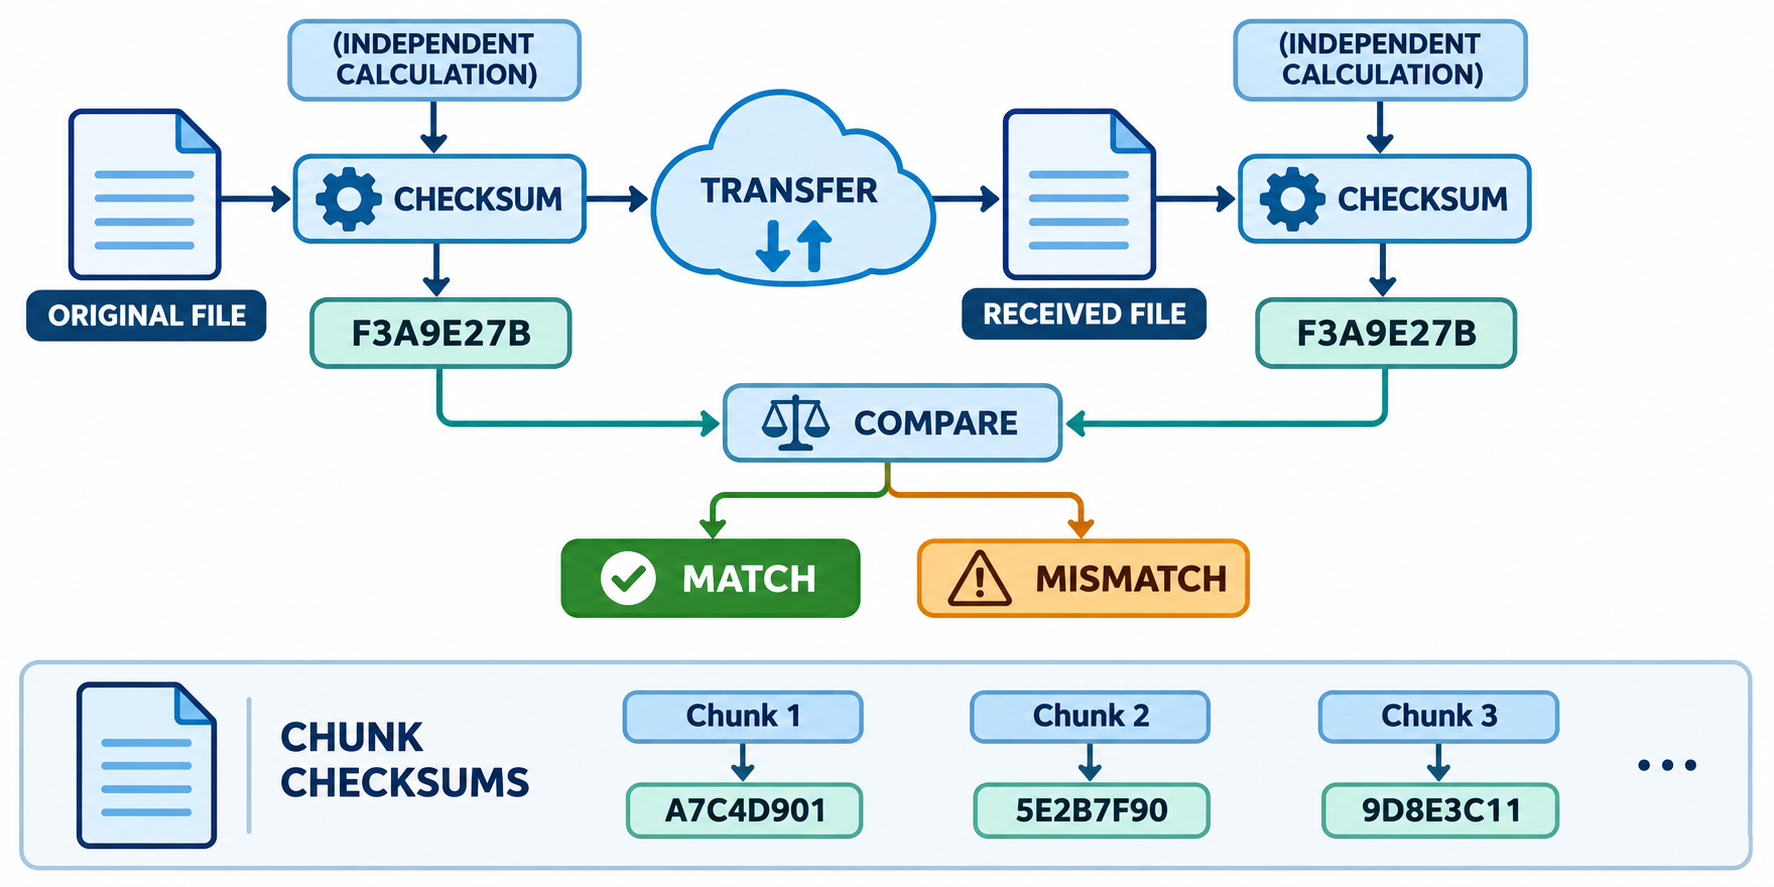 (INDEPENDENT
CALCULATION)
(INDEPENDENT
CALCULATION)
CHECKSUM
TRANSFER
CHECKSUM
ORIGINAL FILE
RECEIVED FILE
F3A9E27B
F3A9E27B
COMPARE
MATCH
MISMATCH
CHUNK
CHECKSUMS
Chunk 1
Chunk 2
Chunk 3
...
A7C4D901
5E2B7F90
9D8E3C11